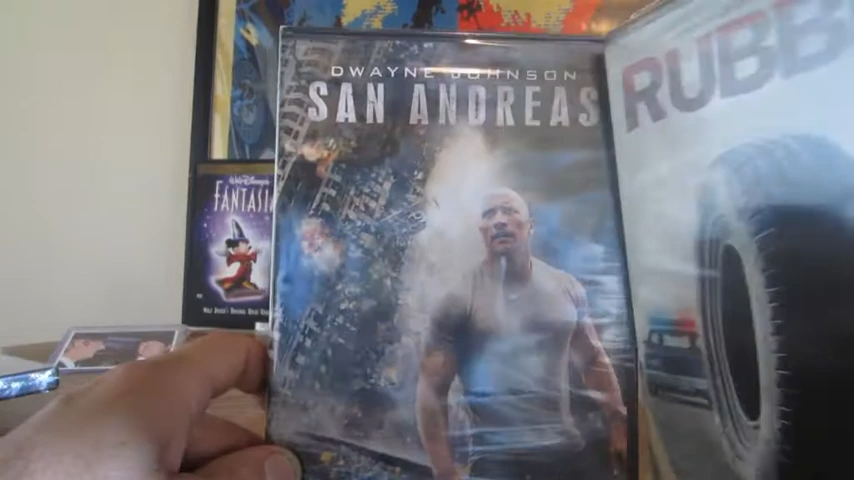 DWAYNE JOHNSON
SAN ANDREAS
RUBB
Walt Disney's
FANTASIA